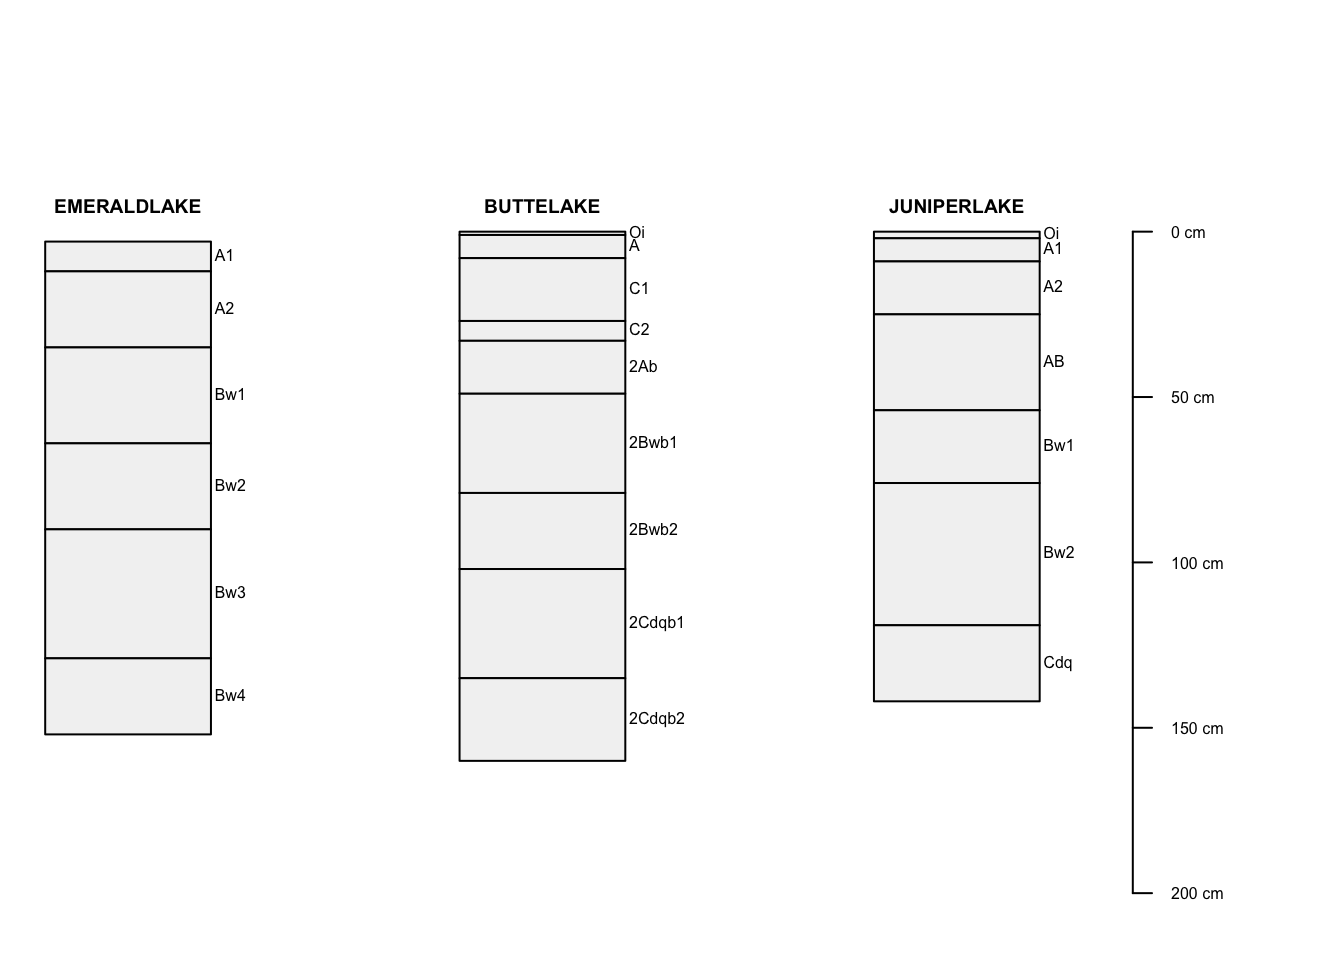 EMERALDLAKE
A1
A2
Bw1
Bw2
Bw3
Bw4
BUTTELAKE
Oi
A
C1
C2
2Ab
2Bwb1
2Bwb2
2Cdqb1
2Cdqb2
JUNIPERLAKE
Oi
A1
A2
AB
Bw1
Bw2
Cdq
0 cm
50 cm
100 cm
150 cm
200 cm